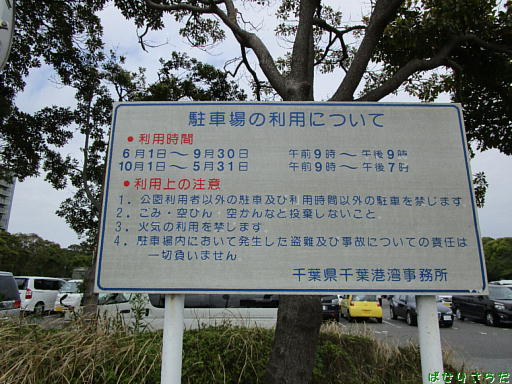 駐車場の利用について
●利用時間
6月1日～9月30日 午前9時～午後9時
10月1日～5月31日 午前9時～午後7時
●利用上の注意
1. 公園利用者以外の駐車及び利用時間以外の駐車を禁じます
2. ごみ・空びん・空かんなど投棄しないこと.
3. 火気の利用を禁じます
4. 駐車場内において発生した盗難及び事故についての責任は
一切負いません
千葉県千葉港湾事務所
ばなりさらだ